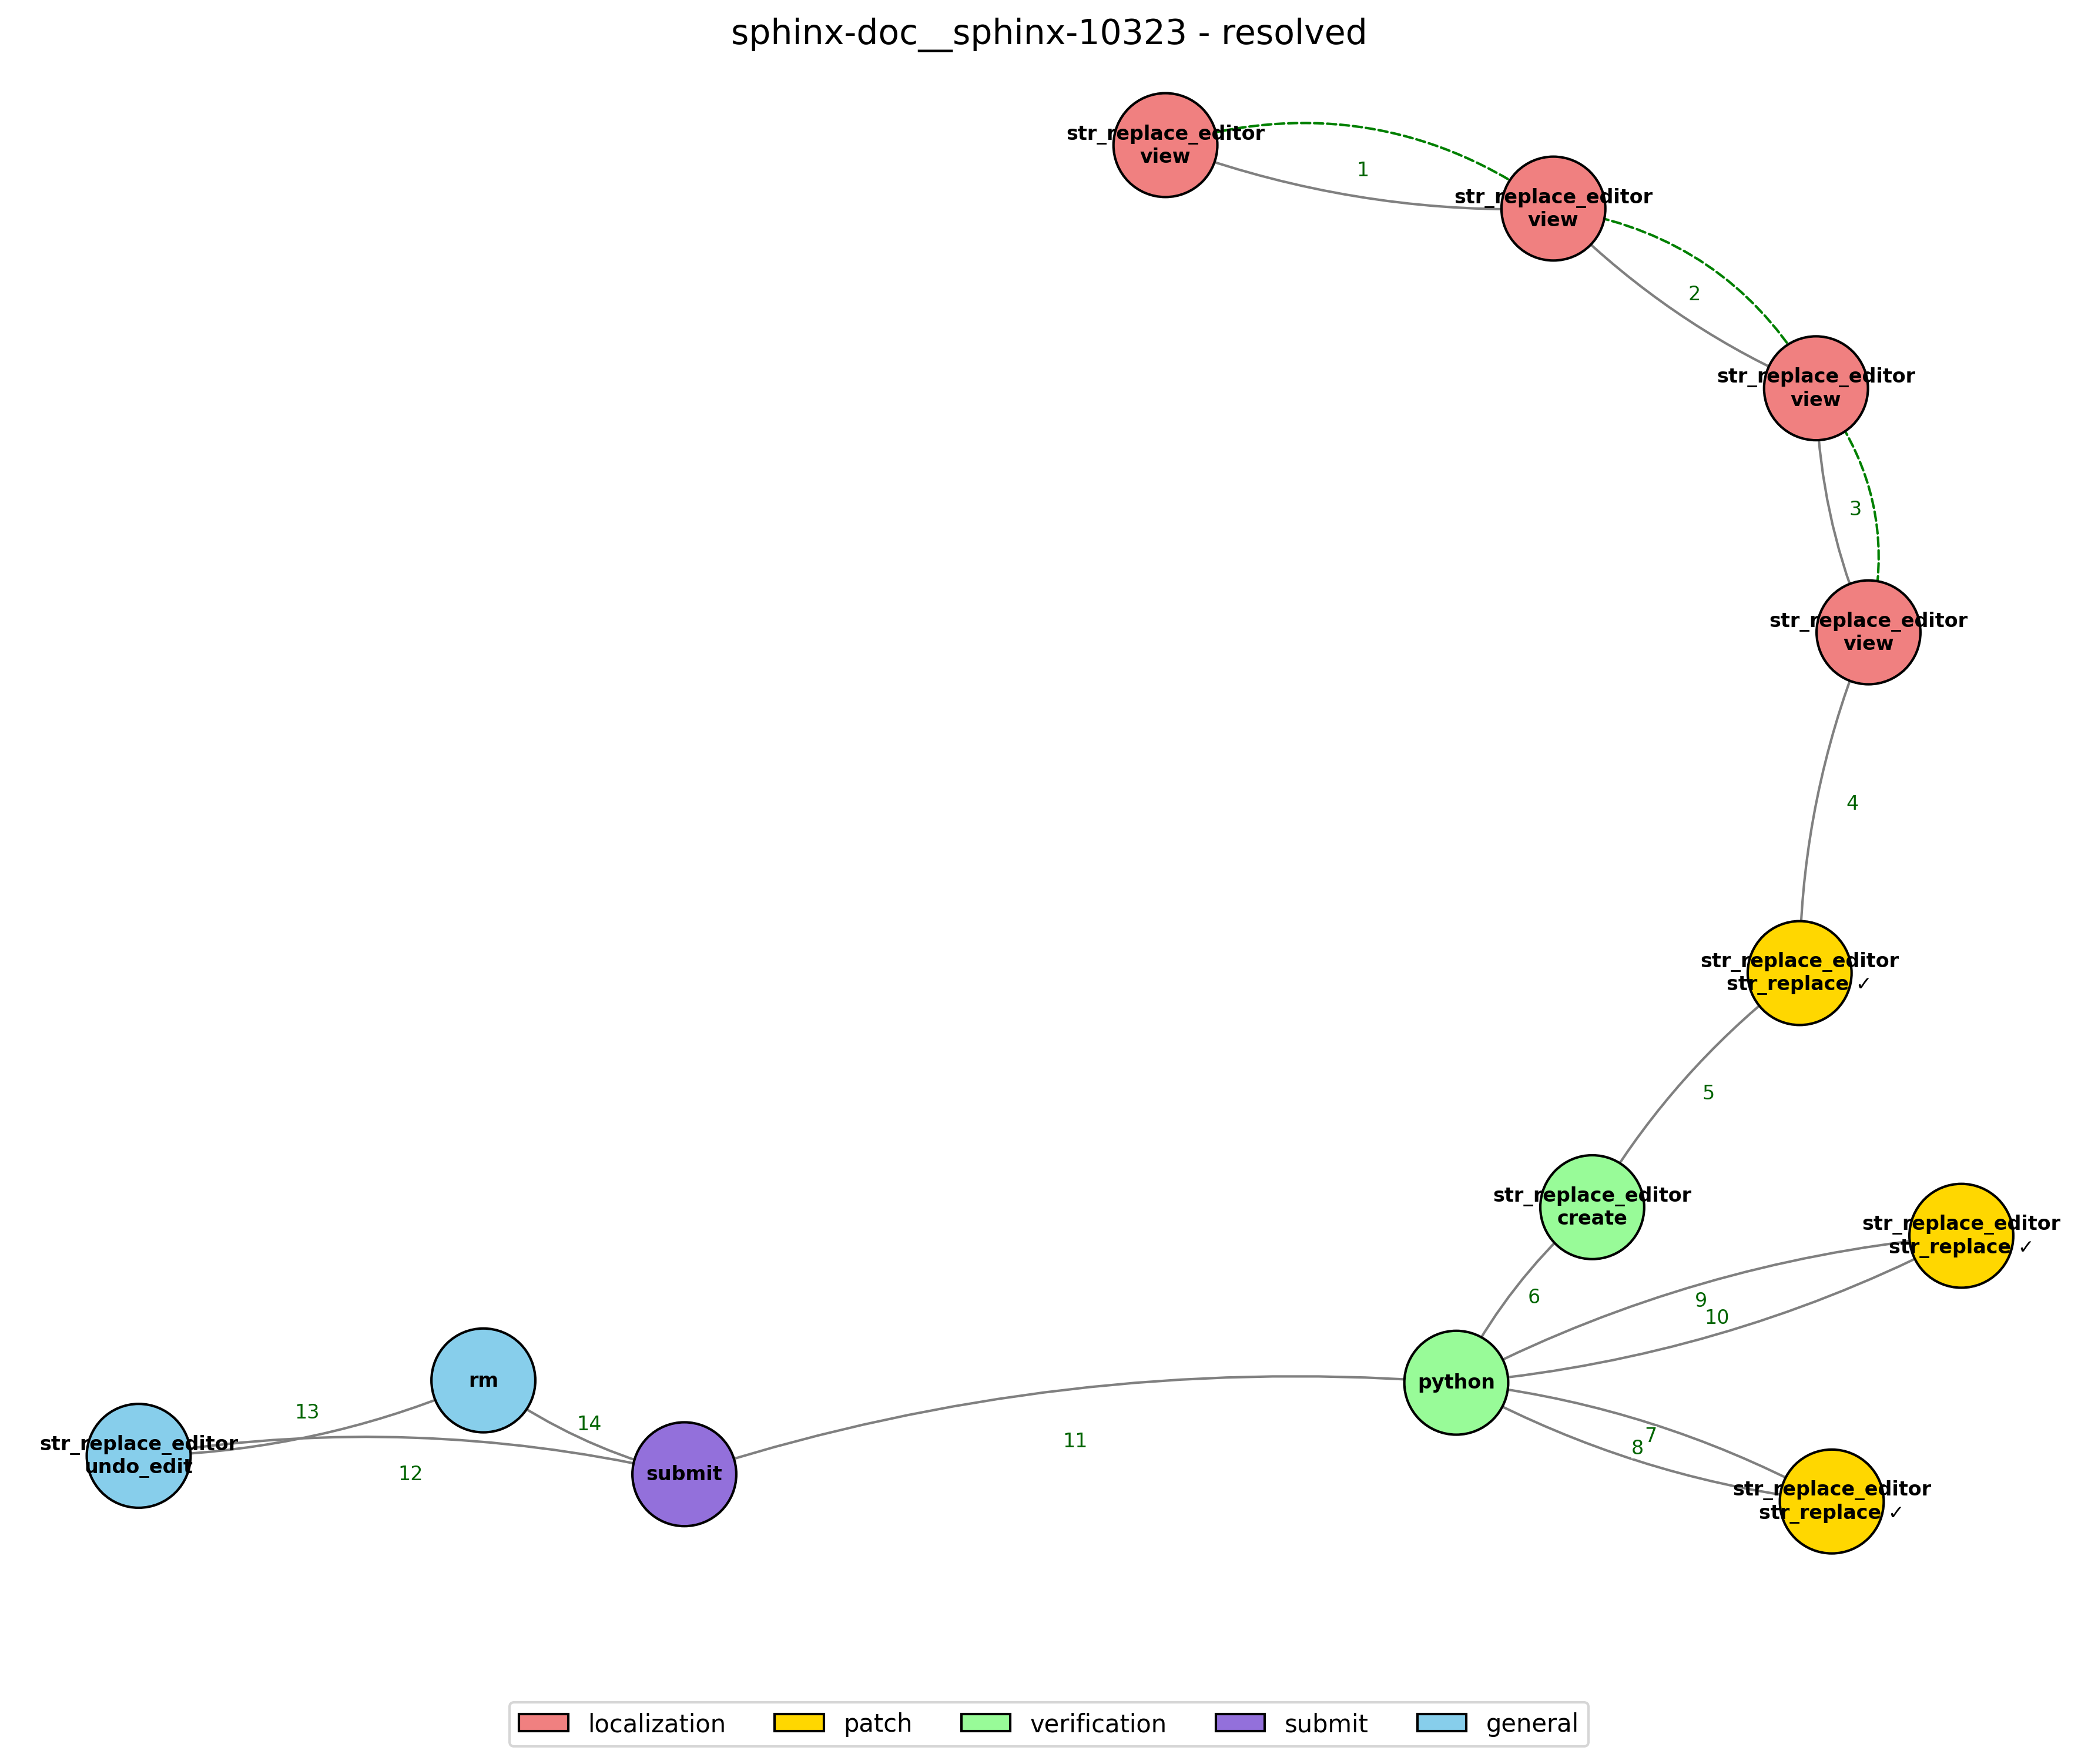 sphinx-doc__sphinx-10323 - resolved
str_replace_editor
view
1
str_replace_editor
view
2
str_replace_editor
view
3
str_replace_editor
view
4
str_replace_editor
str_replace ✓
5
str_replace_editor
create
str_replace_editor
str_replace ✓
6
9
10
rm
python
13
14
11
7
8
str_replace_editor
undo_edit
12
submit
str_replace_editor
str_replace ✓
localization
patch
verification
submit
general